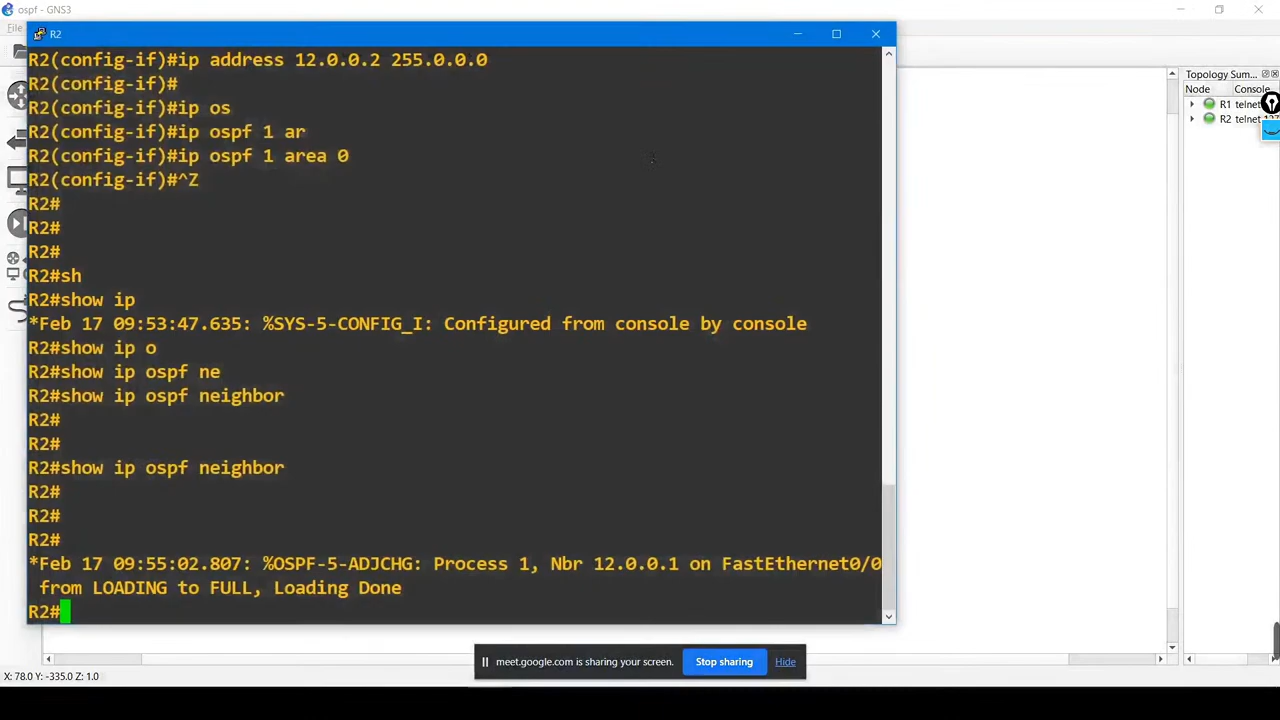 ospf - GNS3
File
R2
R2(config-if)#ip address 12.0.0.2 255.0.0.0
R2(config-if)#
R2(config-if)#ip os
R2(config-if)#ip ospf 1 ar
R2(config-if)#ip ospf 1 area 0
R2(config-if)#^Z
R2#
R2#
R2#
R2#sh
R2#show ip
*Feb 17 09:53:47.635: %SYS-5-CONFIG_I: Configured from console by console
R2#show ip o
R2#show ip ospf ne
R2#show ip ospf neighbor
R2#
R2#
R2#show ip ospf neighbor
R2#
R2#
R2#
*Feb 17 09:55:02.807: %OSPF-5-ADJCHG: Process 1, Nbr 12.0.0.1 on FastEthernet0/0
from LOADING to FULL, Loading Done
R2#
Topology Sum...
Node Console
R1 telnet
R2 telnet
meet.google.com is sharing your screen. Stop sharing Hide
X: 78.0 Y: -335.0 Z: 1.0